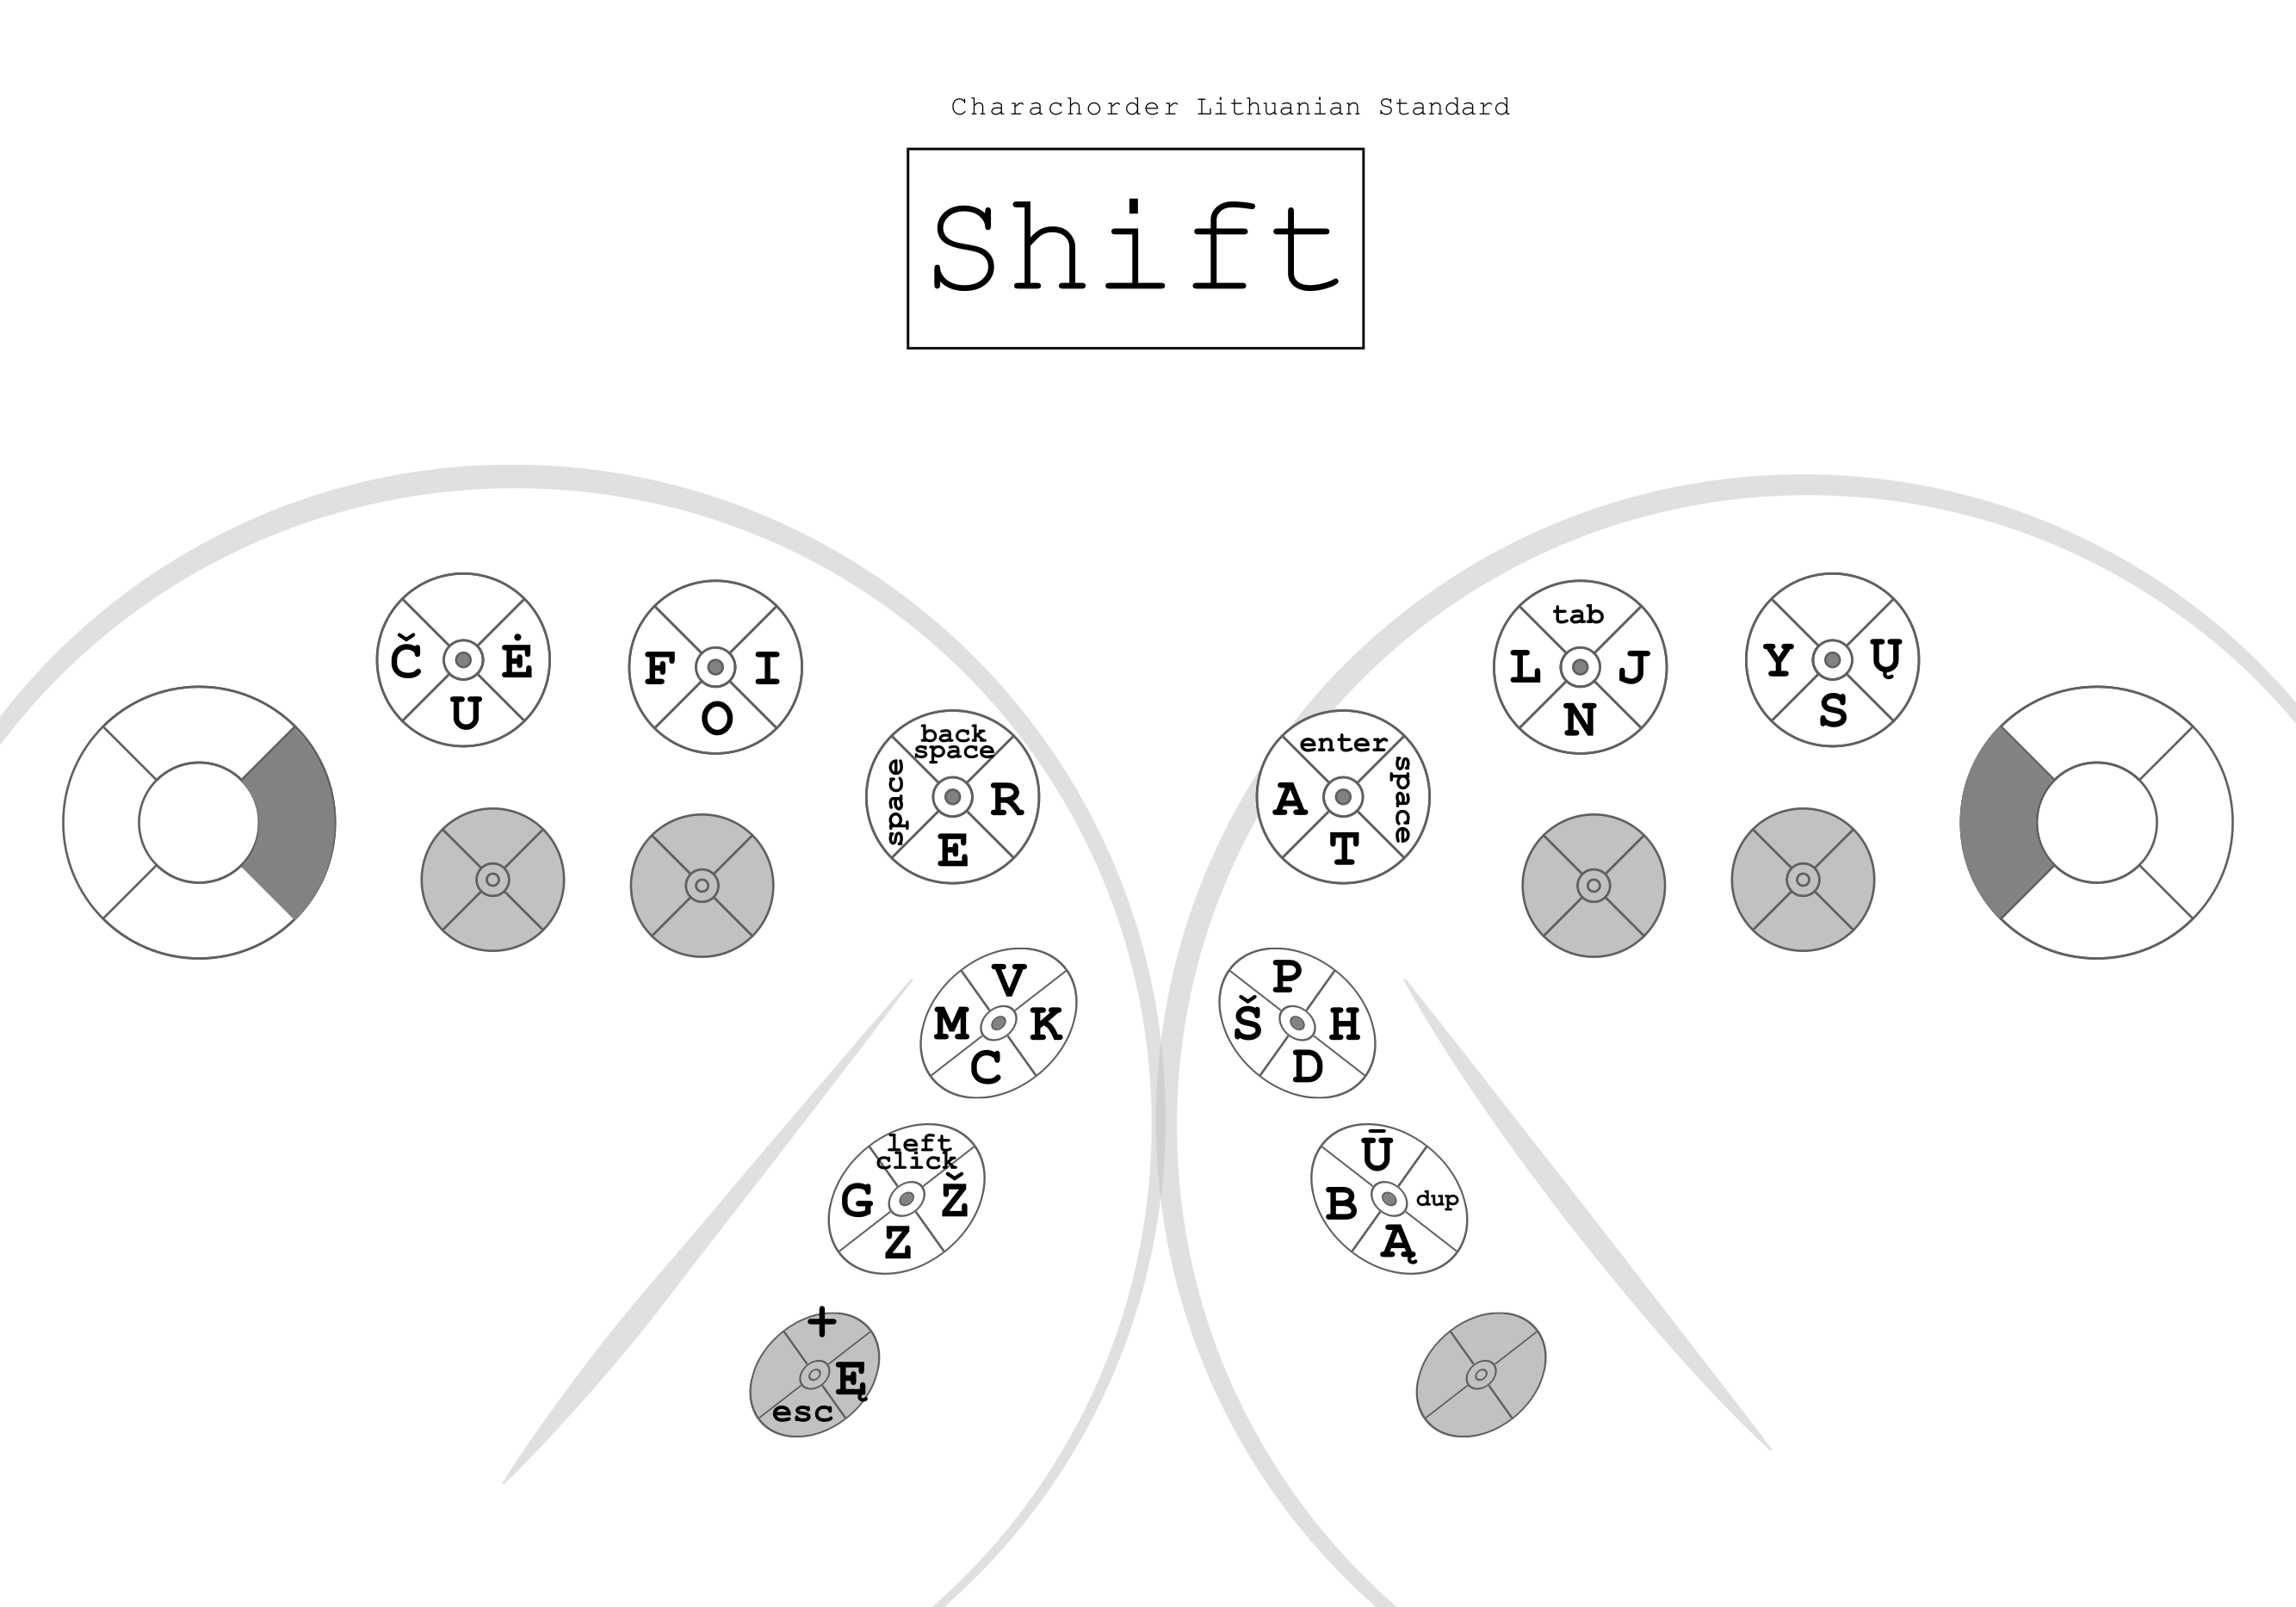 Charachorder Lithuanian Standard
Shift
Č Ė
U
F I
O
back
space
space R
E
enter
A space
T
tab
L J
N
Y Ų
S
V
M K
C
P
Š H
D
left
click
G Ž
Z
Ū
B dup
Ą
+
Ę
esc